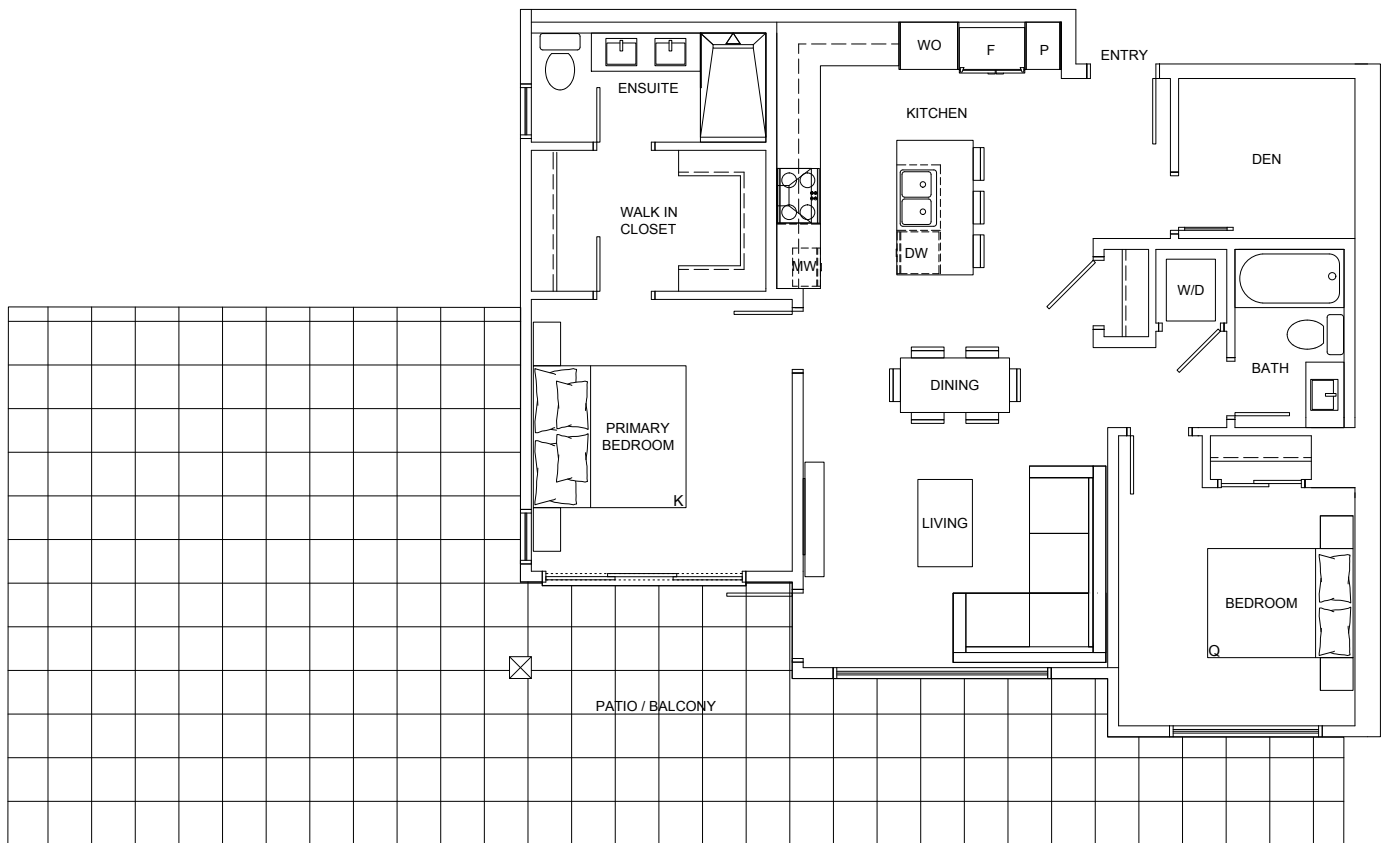 WO
F
P
ENTRY
ENSUITE
KITCHEN
DEN
WALK IN
CLOSET
DW
MW
W/D
BATH
DINING
PRIMARY
BEDROOM
K
LIVING
BEDROOM
Q
PATIO / BALCONY